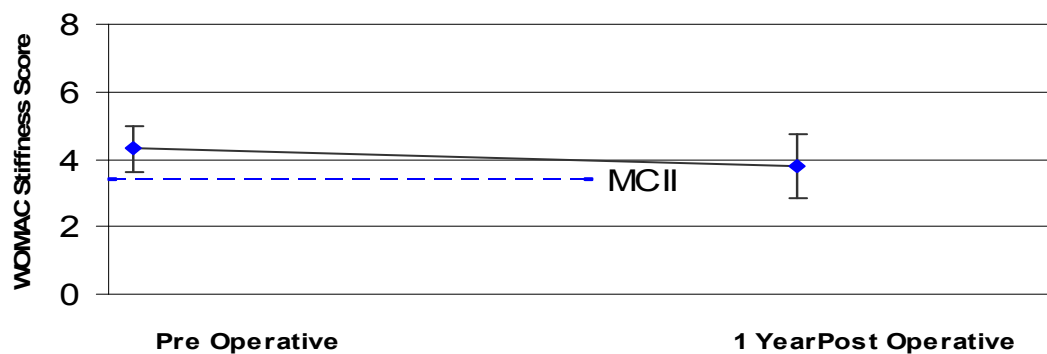 WOMAC Stiffness Score
8
6
4
2
0
MCII
Pre Operative
1 YearPost Operative